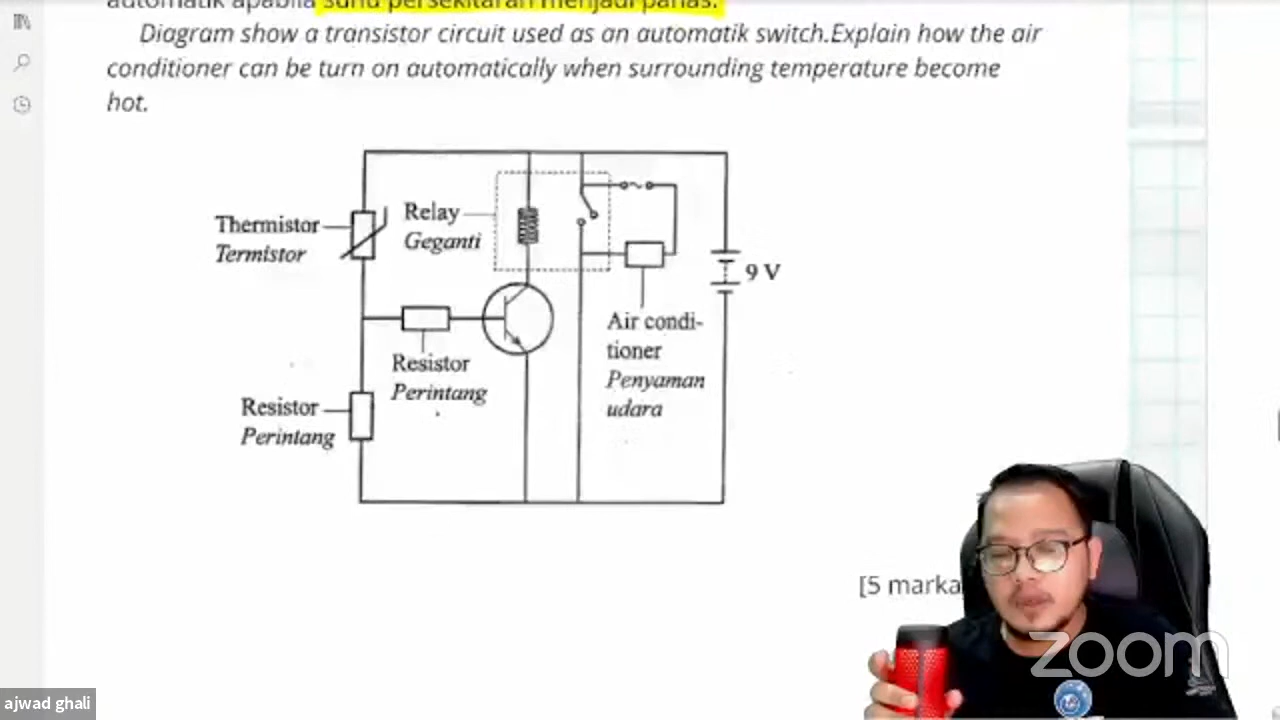 automatik apabila suhu persekitaran menjadi panas.
Diagram show a transistor circuit used as an automatik switch.Explain how the air
conditioner can be turn on automatically when surrounding temperature become
hot.
Thermistor
Termistor
Relay
Geganti
9 V
Air condi-
tioner
Penyaman
udara
Resistor
Perintang
Resistor
Perintang
[5 marka
zoom
ajwad ghali